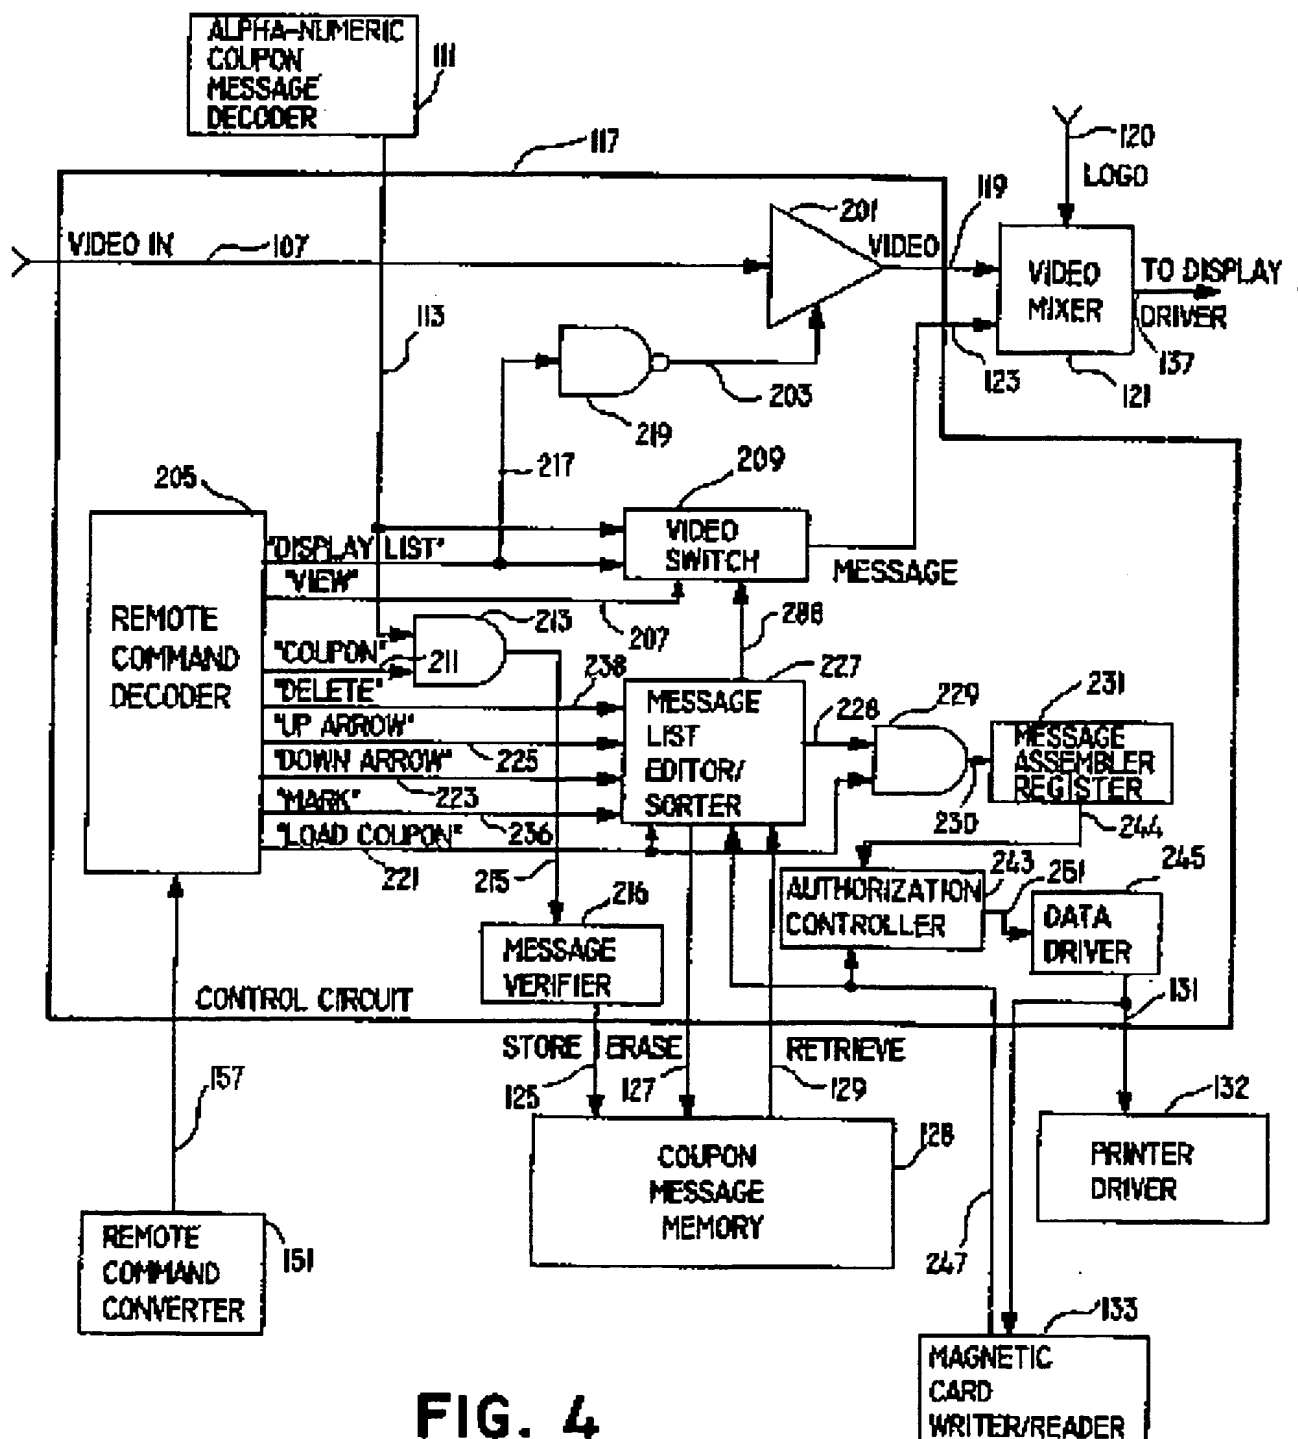 ALPHA-NUMERIC
COUPON
MESSAGE
DECODER
111
117
120
LOGO
119
201
VIDEO IN
107
VIDEO
VIDEO
MIXER
TO DISPLAY
DRIVER
137
113
123
121
203
219
217
209
205
VIDEO
SWITCH
MESSAGE
"DISPLAY LIST"
"VIEW"
213
207
288
REMOTE
COMMAND
DECODER
"COUPON"
211
238
"DELETE"
"UP ARROW"
225
"DOWN ARROW"
223
"MARK"
236
"LOAD COUPON"
221
227
MESSAGE
LIST
EDITOR/
SORTER
228
229
231
MESSAGE
ASSEMBLER
REGISTER
230
244
215
216
MESSAGE
VERIFIER
243
261
245
AUTHORIZATION
CONTROLLER
DATA
DRIVER
131
CONTROL CIRCUIT
STORE
ERASE
RETRIEVE
125
127
129
157
128
COUPON
MESSAGE
MEMORY
132
PRINTER
DRIVER
REMOTE
COMMAND
CONVERTER
151
247
133
MAGNETIC
CARD
WRITER/READER
FIG. 4